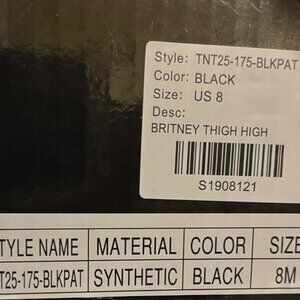 Style: TNT25-175-BLKPAT
Color: BLACK
Size: US 8
Desc:
BRITNEY THIGH HIGH
S1908121
STYLE NAME MATERIAL COLOR SIZE
T25-175-BLKPAT SYNTHETIC BLACK 8M